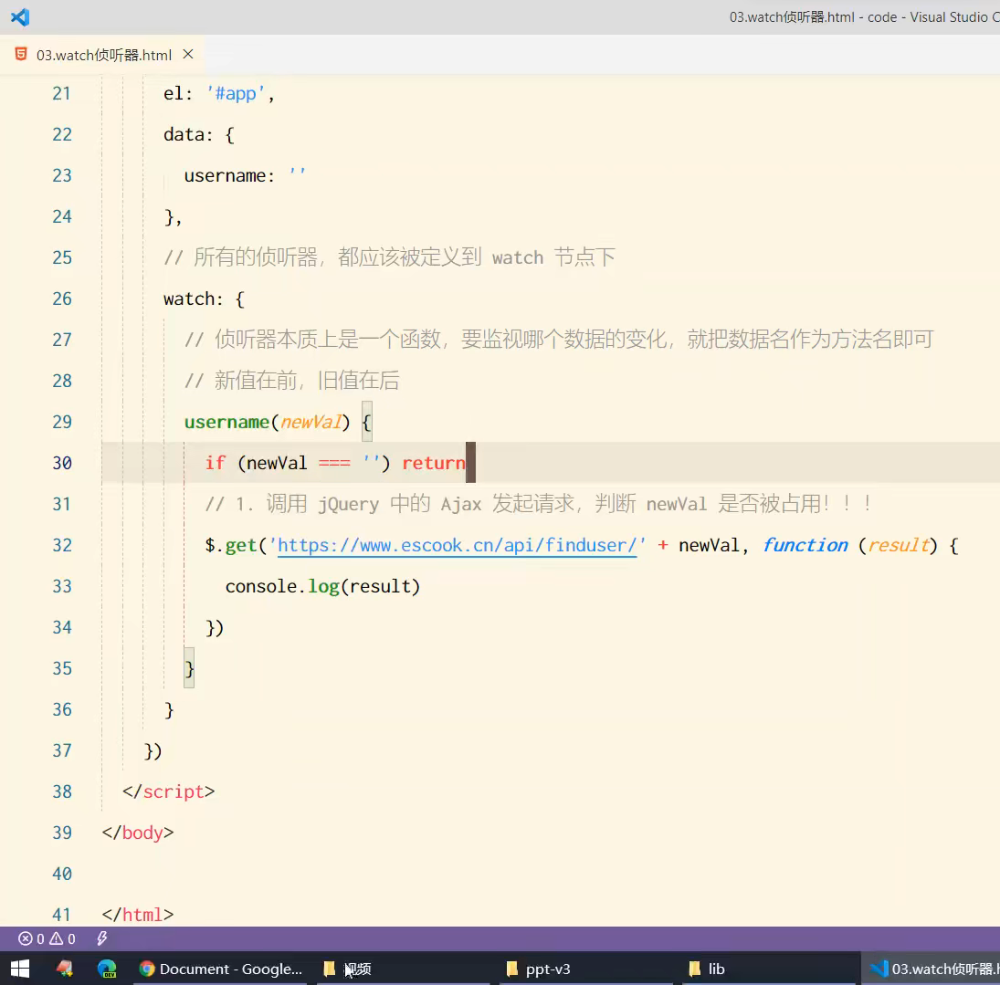 03.watch侦听器.html - code - Visual Studio C
03.watch侦听器.html ×
21 el: '#app',
22 data: {
23 username: ''
24 },
25 // 所有的侦听器，都应该被定义到 watch 节点下
26 watch: {
27 // 侦听器本质上是一个函数，要监视哪个数据的变化，就把数据名作为方法名即可
28 // 新值在前，旧值在后
29 username(newVal) {
30 if (newVal === '') return
31 // 1. 调用 jQuery 中的 Ajax 发起请求，判断 newVal 是否被占用！！！
32 $.get('https://www.escook.cn/api/finduser/' + newVal, function (result) {
33 console.log(result)
34 })
35 }
36 }
37 })
38 </script>
39 </body>
40
41 </html>
0 0
DEV Document - Google... 视频 ppt-v3 lib 03.watch侦听器.h